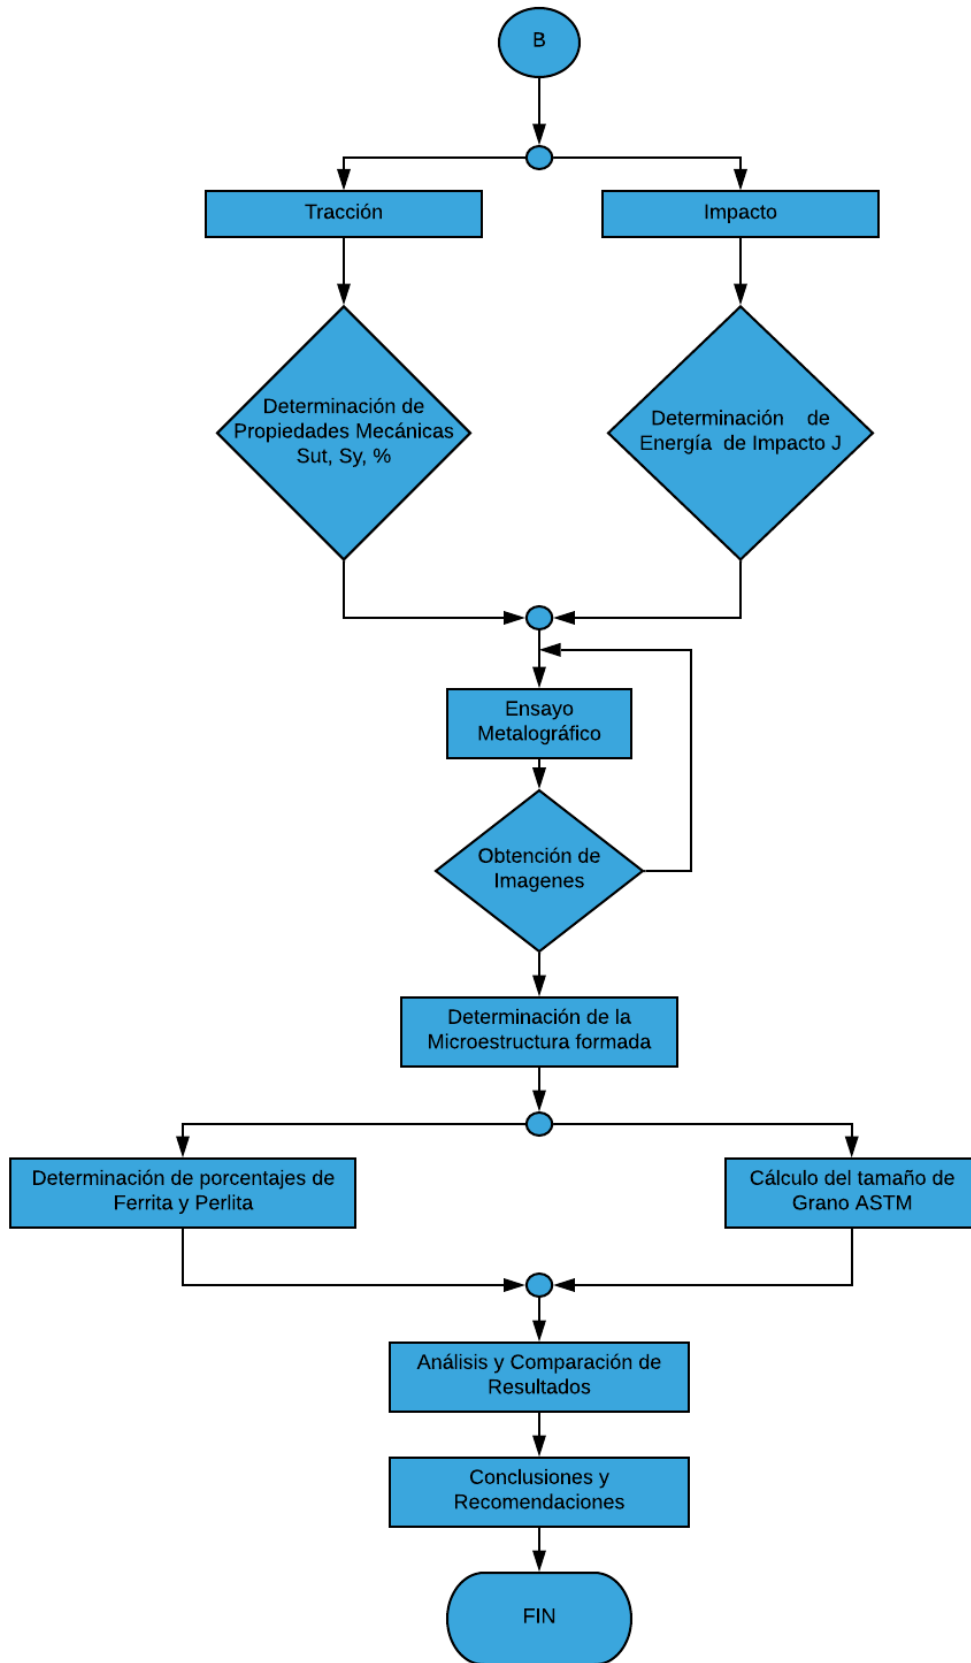 B
Tracción
Impacto
Determinación de
Propiedades Mecánicas
Sut, Sy, %
Determinación de
Energía de Impacto J
Ensayo
Metalográfico
Obtención de
Imagenes
Determinación de la
Microestructura formada
Determinación de porcentajes de
Ferrita y Perlita
Cálculo del tamaño de
Grano ASTM
Análisis y Comparación de
Resultados
Conclusiones y
Recomendaciones
FIN